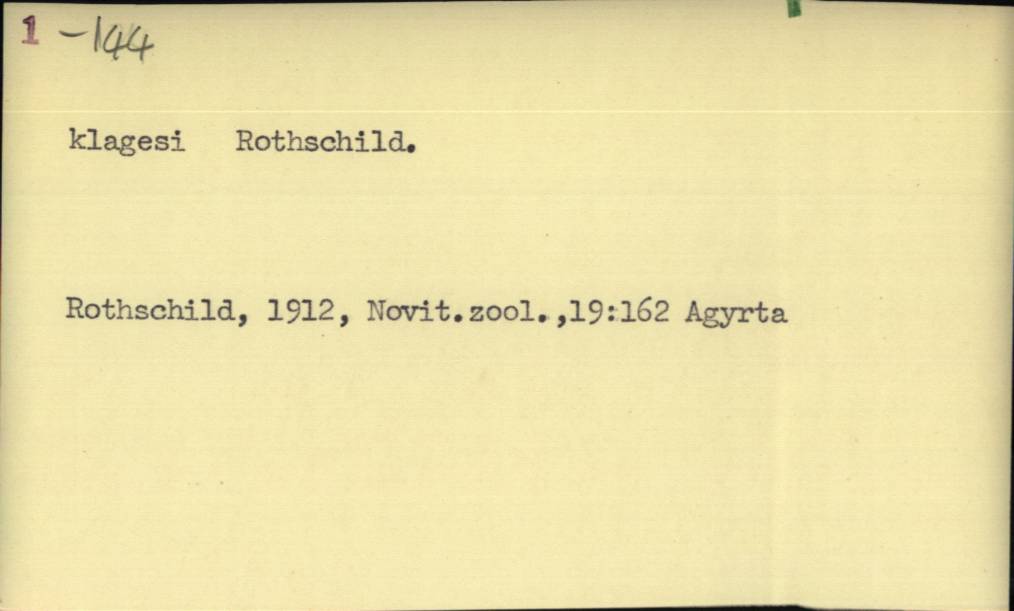 1 -144
klagesi Rothschild.
Rothschild, 1912, Novit.zool.,19:162 Agyrta